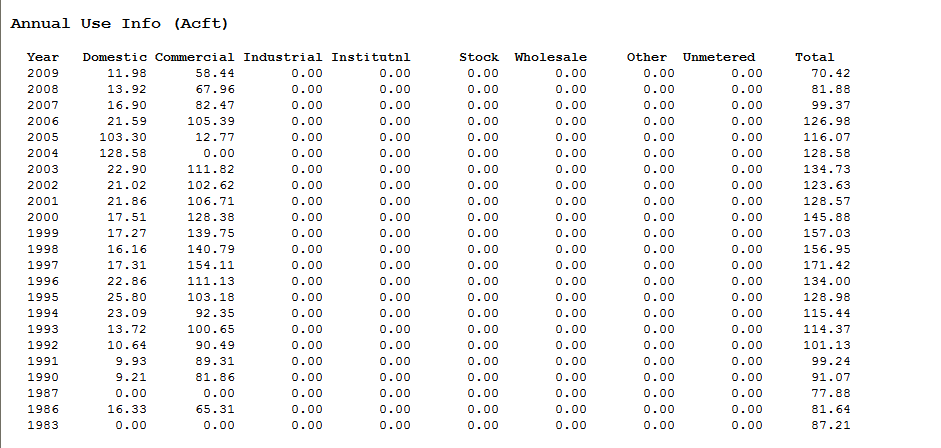 Annual Use Info (Acft)
Year Domestic Commercial Industrial Institutnl Stock Wholesale Other Unmetered Total
2009 11.98 58.44 0.00 0.00 0.00 0.00 0.00 0.00 70.42
2008 13.92 67.96 0.00 0.00 0.00 0.00 0.00 0.00 81.88
2007 16.90 82.47 0.00 0.00 0.00 0.00 0.00 0.00 99.37
2006 21.59 105.39 0.00 0.00 0.00 0.00 0.00 0.00 126.98
2005 103.30 12.77 0.00 0.00 0.00 0.00 0.00 0.00 116.07
2004 128.58 0.00 0.00 0.00 0.00 0.00 0.00 0.00 128.58
2003 22.90 111.82 0.00 0.00 0.00 0.00 0.00 0.00 134.73
2002 21.02 102.62 0.00 0.00 0.00 0.00 0.00 0.00 123.63
2001 21.86 106.71 0.00 0.00 0.00 0.00 0.00 0.00 128.57
2000 17.51 128.38 0.00 0.00 0.00 0.00 0.00 0.00 145.88
1999 17.27 139.75 0.00 0.00 0.00 0.00 0.00 0.00 157.03
1998 16.16 140.79 0.00 0.00 0.00 0.00 0.00 0.00 156.95
1997 17.31 154.11 0.00 0.00 0.00 0.00 0.00 0.00 171.42
1996 22.86 111.13 0.00 0.00 0.00 0.00 0.00 0.00 134.00
1995 25.80 103.18 0.00 0.00 0.00 0.00 0.00 0.00 128.98
1994 23.09 92.35 0.00 0.00 0.00 0.00 0.00 0.00 115.44
1993 13.72 100.65 0.00 0.00 0.00 0.00 0.00 0.00 114.37
1992 10.64 90.49 0.00 0.00 0.00 0.00 0.00 0.00 101.13
1991 9.93 89.31 0.00 0.00 0.00 0.00 0.00 0.00 99.24
1990 9.21 81.86 0.00 0.00 0.00 0.00 0.00 0.00 91.07
1987 0.00 0.00 0.00 0.00 0.00 0.00 0.00 0.00 77.88
1986 16.33 65.31 0.00 0.00 0.00 0.00 0.00 0.00 81.64
1983 0.00 0.00 0.00 0.00 0.00 0.00 0.00 0.00 87.21